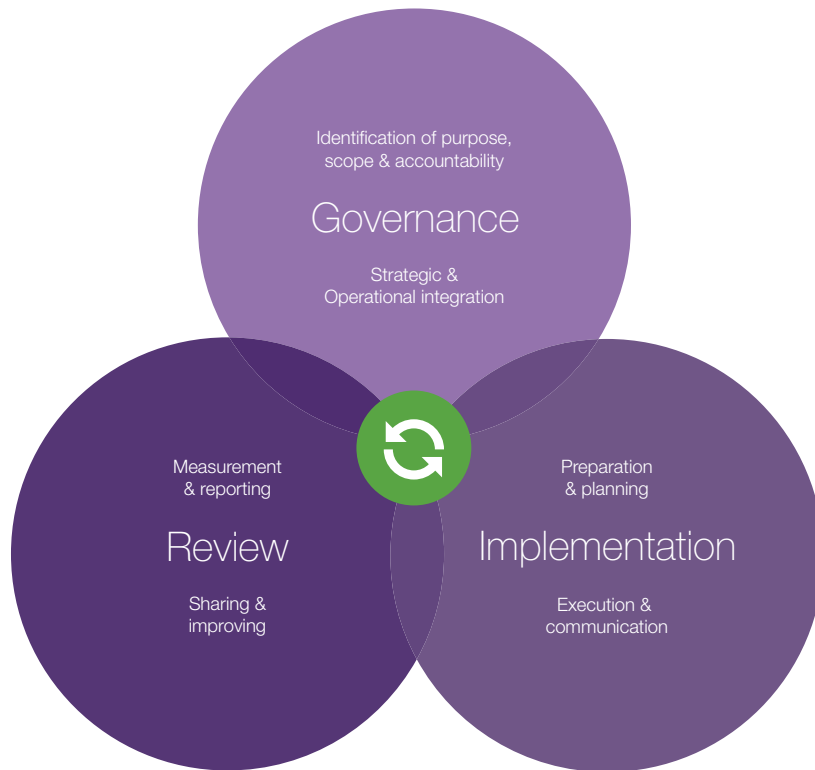 Identification of purpose,
scope & accountability
Governance
Strategic &
Operational integration
Measurement
& reporting
Review
Sharing &
improving
Preparation
& planning
Implementation
Execution &
communication